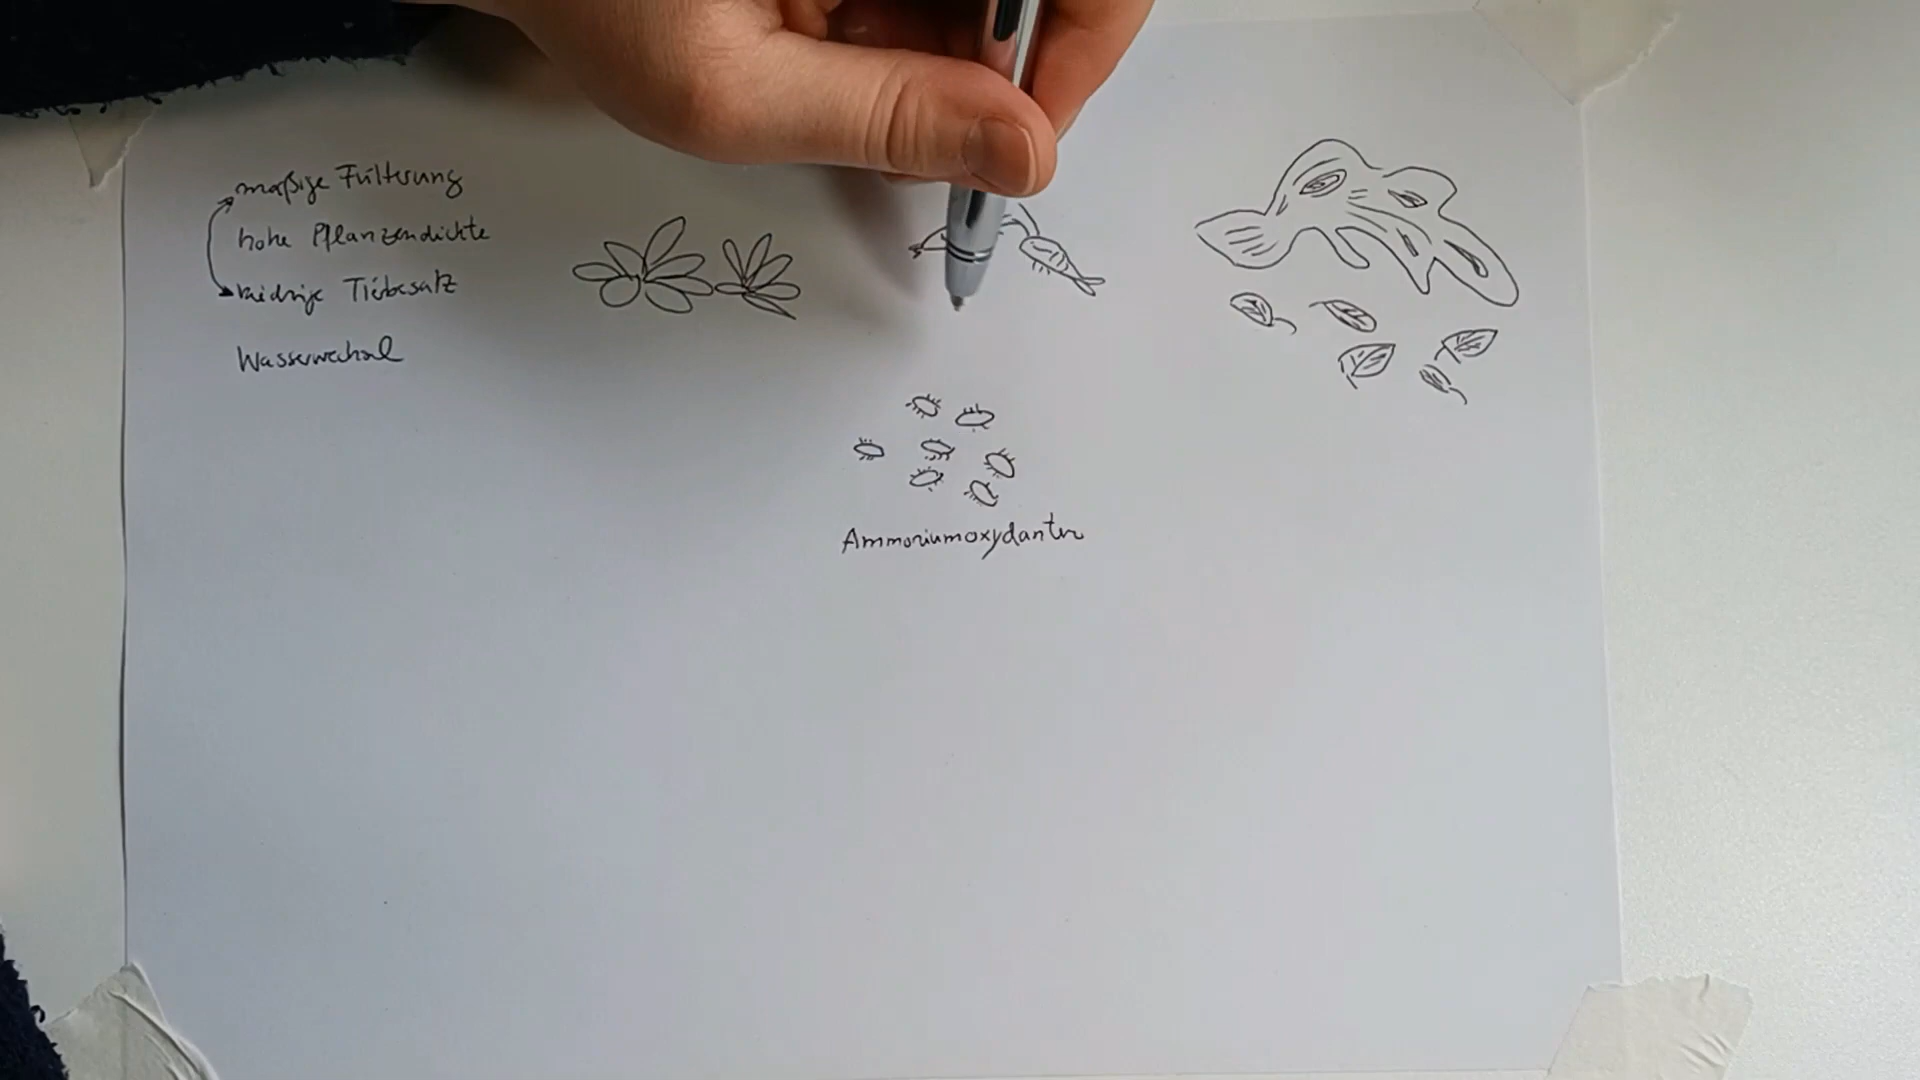 mäßige Fütterung
hohe Pflanzendichte
niedrige Tierbesatz
Wasserwechsel
Ammoniumoxydanten